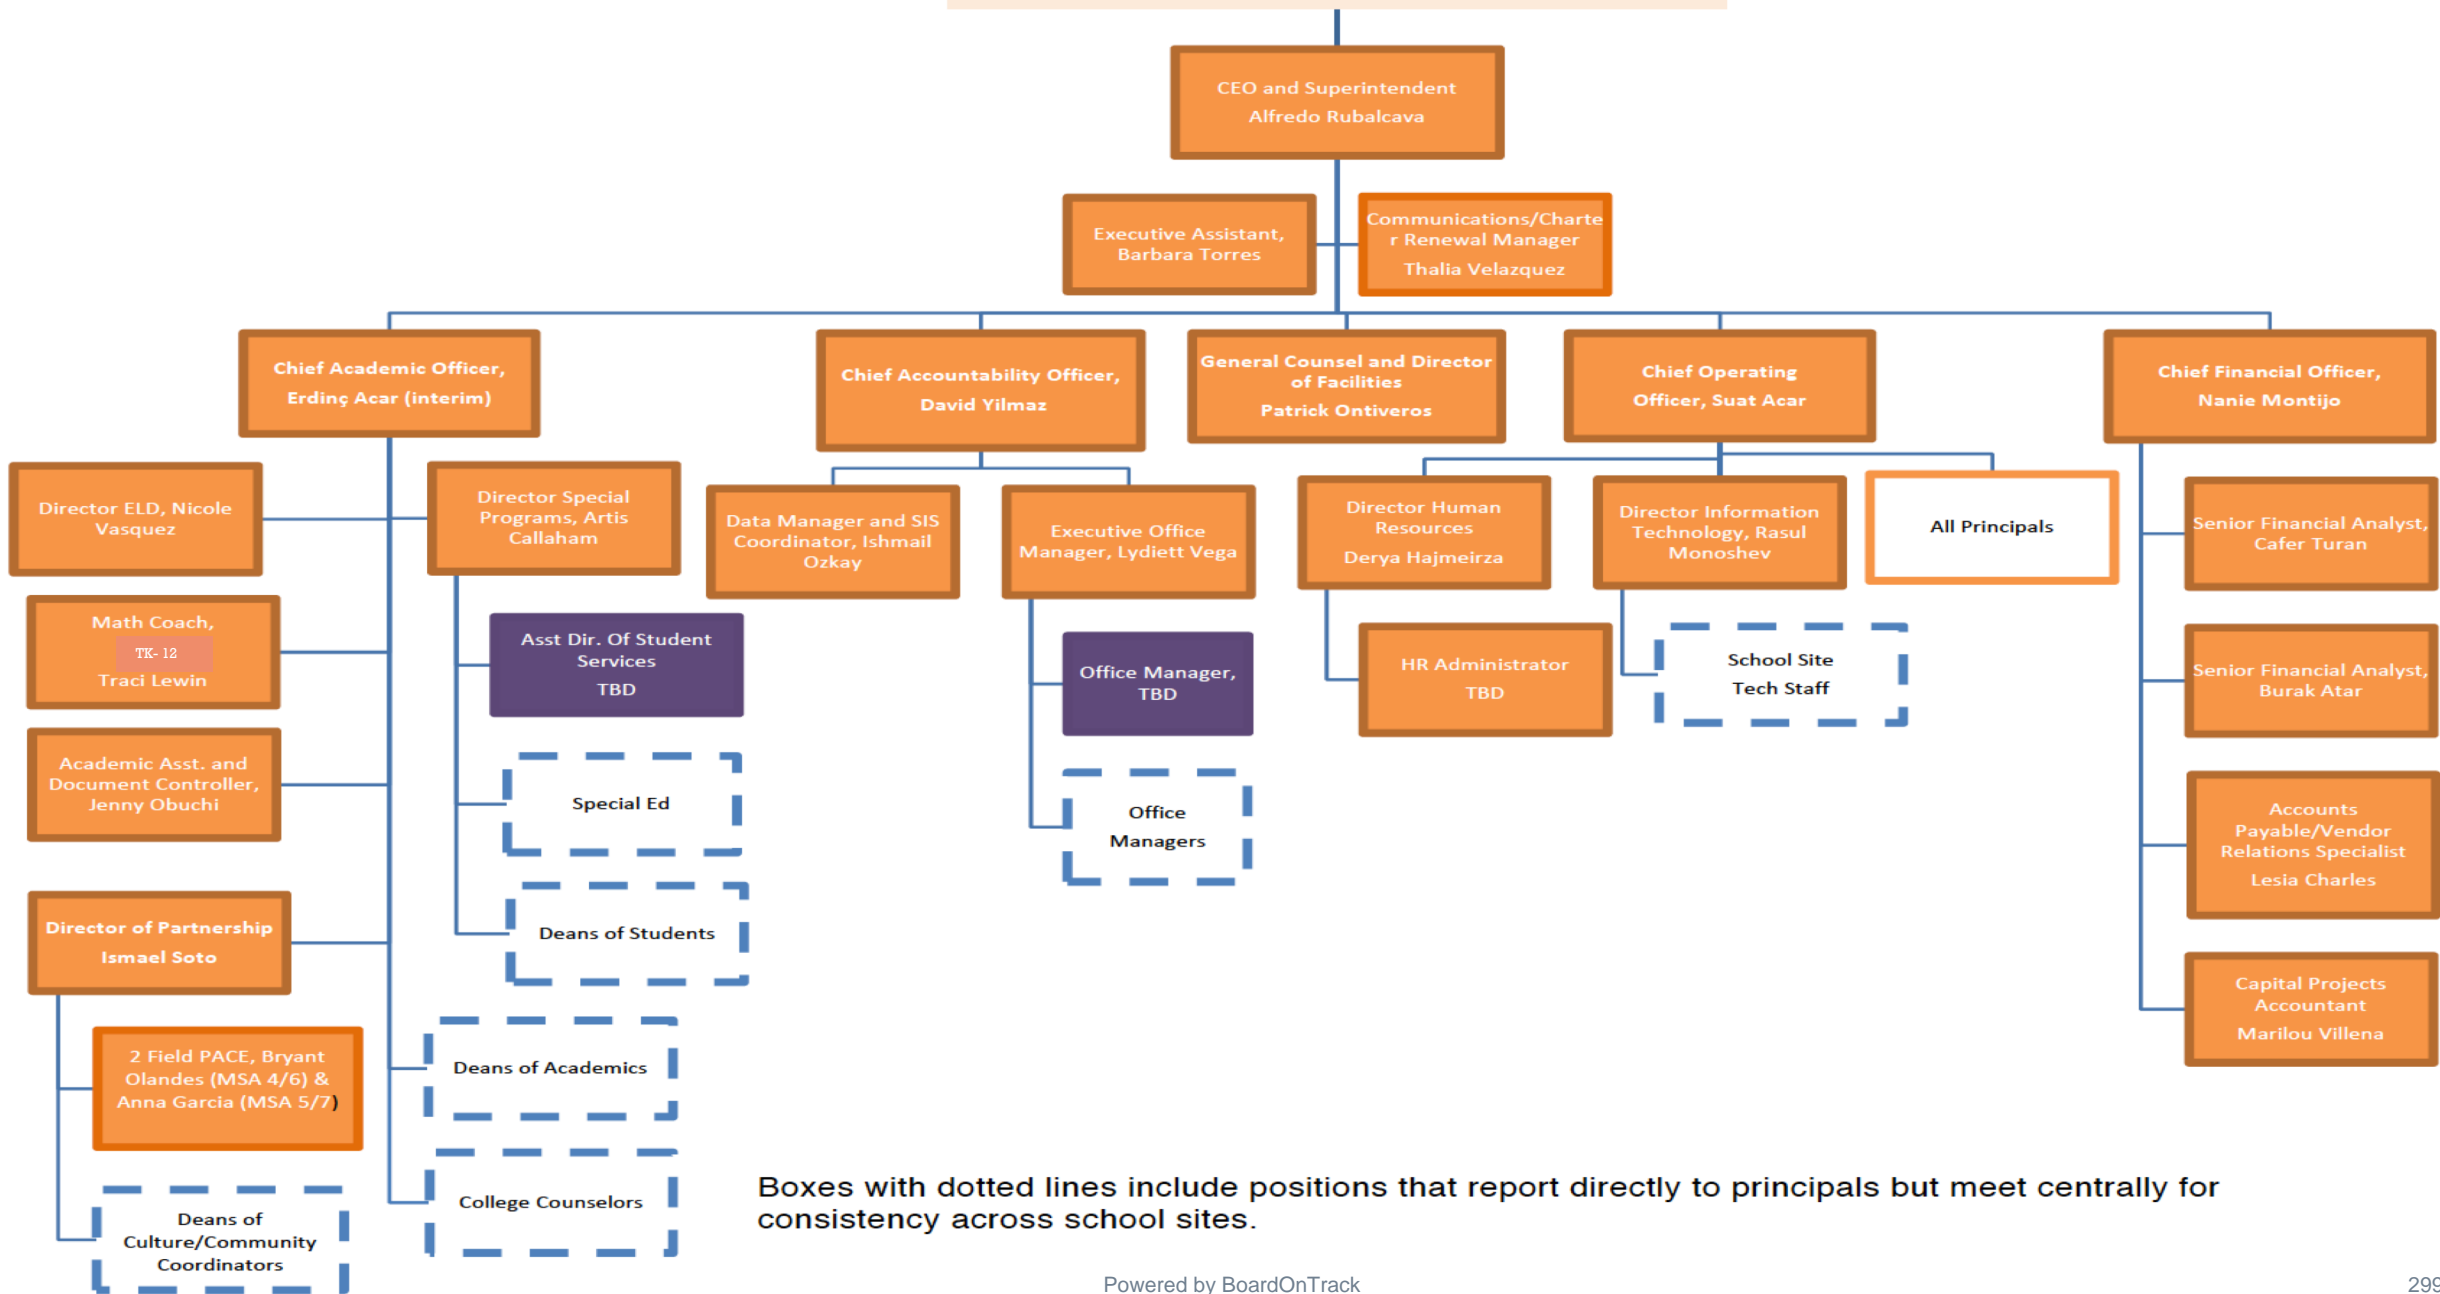 CEO and Superintendent
Alfredo Rubalcava
Executive Assistant,
Barbara Torres
Communications/Charte
r Renewal Manager
Thalia Velazquez
Chief Academic Officer,
Erdinç Acar (interim)
Chief Accountability Officer,
David Yilmaz
General Counsel and Director
of Facilities
Patrick Ontiveros
Chief Operating
Officer, Suat Acar
Chief Financial Officer,
Nanie Montijo
Director ELD, Nicole
Vasquez
Director Special
Programs, Artis
Callaham
Data Manager and SIS
Coordinator, Ishmail
Ozkay
Executive Office
Manager, Lydiett Vega
Director Human
Resources
Derya Hajmeirza
Director Information
Technology, Rasul
Monoshev
All Principals
Senior Financial Analyst,
Cafer Turan
Math Coach,
TK- 12
Traci Lewin
Asst Dir. Of Student
Services
TBD
Office Manager,
TBD
HR Administrator
TBD
School Site
Tech Staff
Senior Financial Analyst,
Burak Atar
Academic Asst. and
Document Controller,
Jenny Obuchi
Special Ed
Office
Managers
Accounts
Payable/Vendor
Relations Specialist
Lesia Charles
Director of Partnership
Ismael Soto
Deans of Students
Capital Projects
Accountant
Marilou Villena
2 Field PACE, Bryant
Olandes (MSA 4/6) &
Anna Garcia (MSA 5/7)
Deans of Academics
College Counselors
Deans of
Culture/Community
Coordinators
Boxes with dotted lines include positions that report directly to principals but meet centrally for
consistency across school sites.
Powered by BoardOnTrack
299